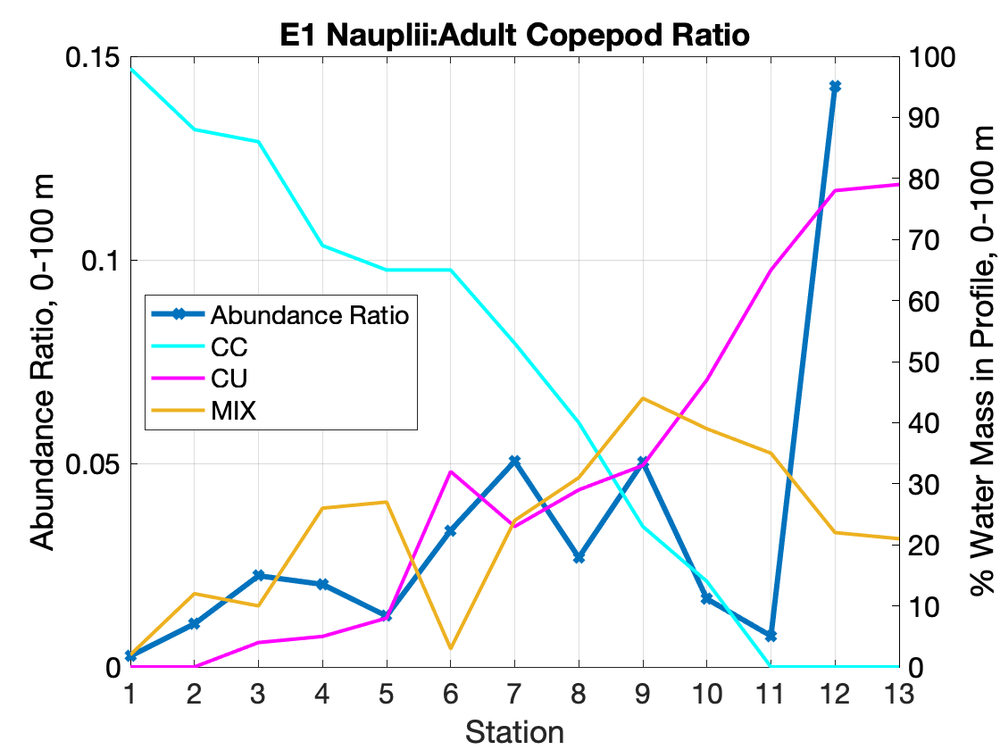 E1 Nauplii:Adult Copepod Ratio
Abundance Ratio, 0-100 m
0.15
0.1
0.05
0
Abundance Ratio
CC
CU
MIX
100
90
80
70
60
50
40
30
20
10
0
% Water Mass in Profile, 0-100 m
1 2 3 4 5 6 7 8 9 10 11 12 13
Station